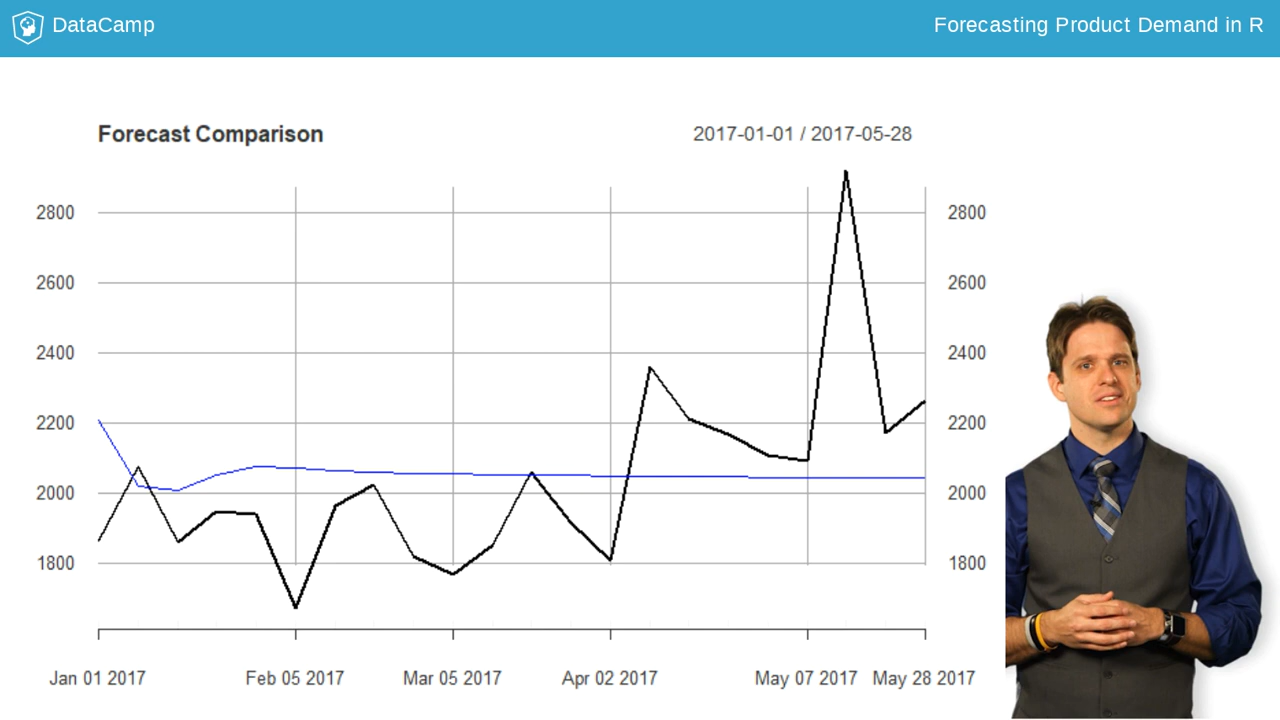 DataCamp
Forecasting Product Demand in R
Forecast Comparison
2017-01-01 / 2017-05-28
2800
2600
2400
2200
2000
1800
2800
2600
2400
2200
2000
1800
Jan 01 2017
Feb 05 2017
Mar 05 2017
Apr 02 2017
May 07 2017
May 28 2017